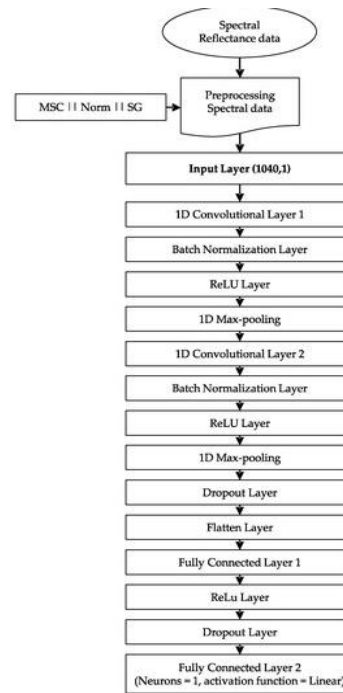 Spectral
Reflectance data
Preprocessing
Spectral data
MSC || Norm || SG
Input Layer (1040,1)
1D Convolutional Layer 1
Batch Normalization Layer
ReLU Layer
1D Max-pooling
1D Convolutional Layer 2
Batch Normalization Layer
ReLU Layer
1D Max-pooling
Dropout Layer
Flatten Layer
Fully Connected Layer 1
ReLu Layer
Dropout Layer
Fully Connected Layer 2
(Neurons = 1, activation function = Linear)